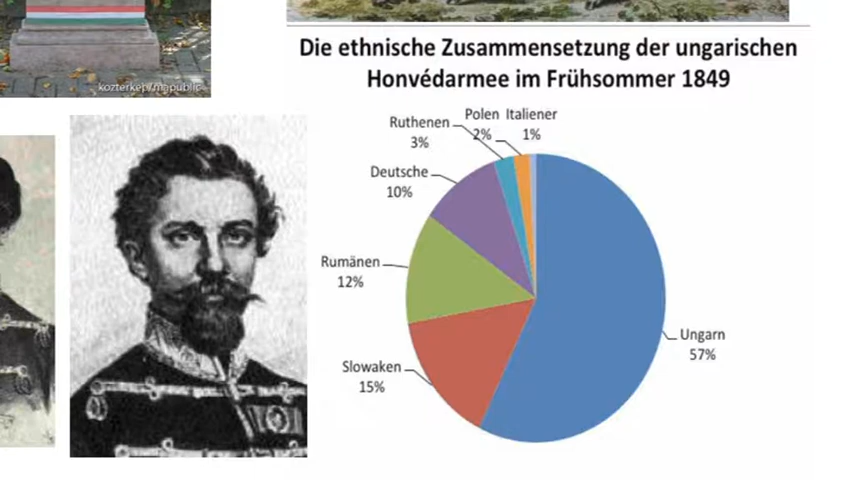 kozterkep/mapublic
Die ethnische Zusammensetzung der ungarischen
Honvédarmee im Frühsommer 1849
Polen
2%
Italiener
1%
Ruthenen
3%
Deutsche
10%
Rumänen
12%
Slowaken
15%
Ungarn
57%